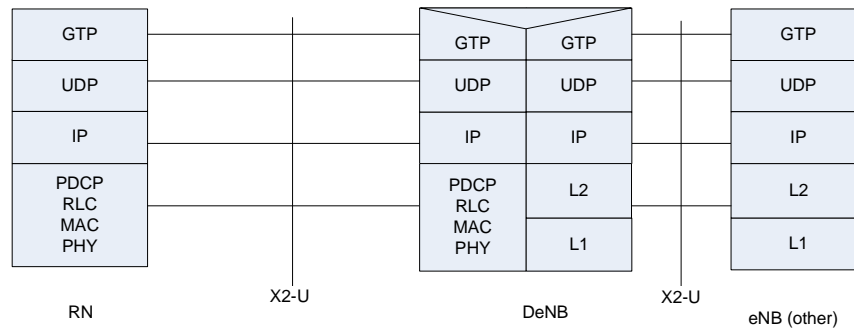 GTP
UDP
IP
PDCP
RLC
MAC
PHY
RN
X2-U
GTP
GTP
UDP
UDP
IP
IP
PDCP
RLC
MAC
PHY
L2
L1
DeNB
X2-U
GTP
UDP
IP
L2
L1
eNB (other)